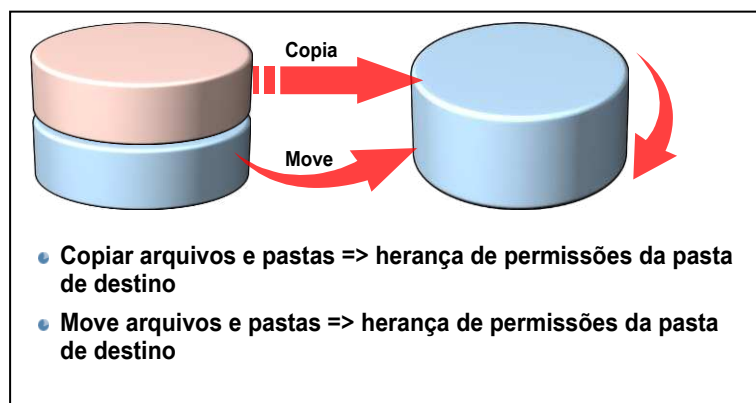 Copia
Move
Copiar arquivos e pastas => herança de permissões da pasta
de destino
Move arquivos e pastas => herança de permissões da pasta
de destino